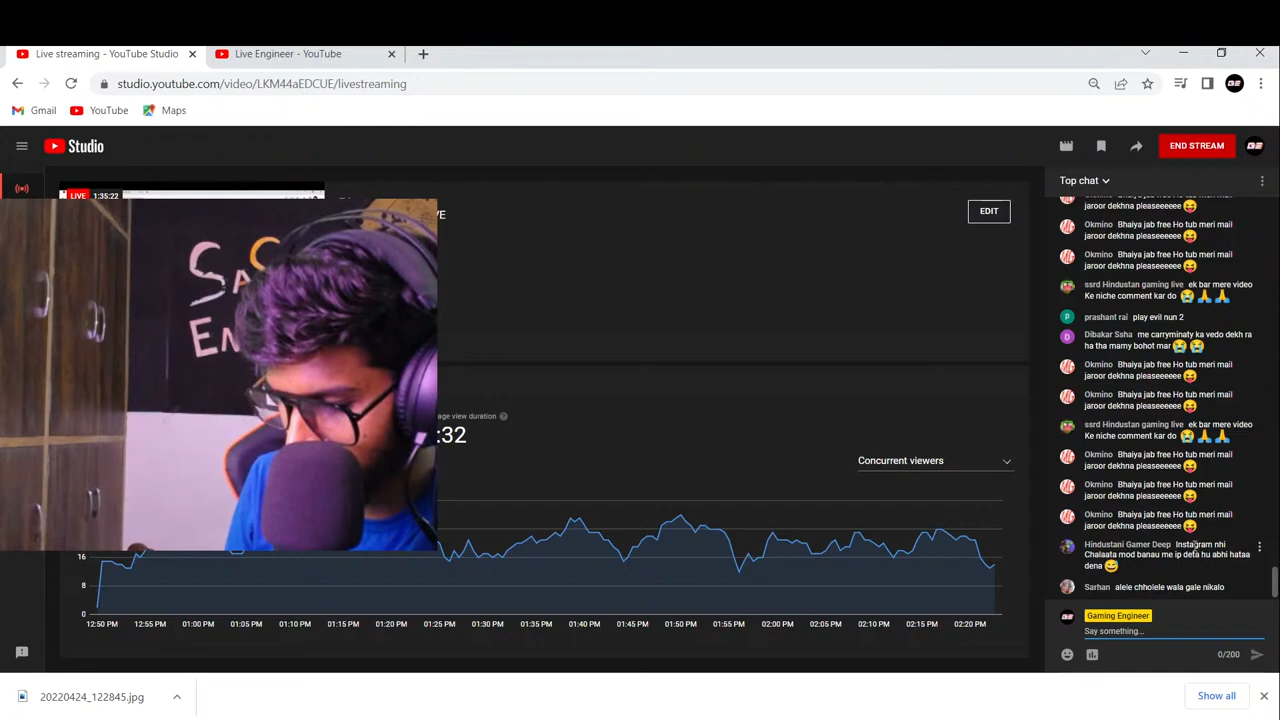 Live streaming - YouTube Studio
Live Engineer - YouTube
studio.youtube.com/video/LKM44aEDCUE/livestreaming
Gmail
YouTube
Maps
Studio
END STREAM
GE
LIVE
1:35:22
VE
EDIT
S
EN
age view duration
:32
Concurrent viewers
16
8
0
12:50 PM
12:55 PM
01:00 PM
01:05 PM
01:10 PM
01:15 PM
01:20 PM
01:25 PM
01:30 PM
01:35 PM
01:40 PM
01:45 PM
01:50 PM
01:55 PM
02:00 PM
02:05 PM
02:10 PM
02:15 PM
02:20 PM
Top chat
Okmino Bhaiya jab free Ho tub meri mail
jaroor dekhna pleaseeeeee
Okmino Bhaiya jab free Ho tub meri mail
jaroor dekhna pleaseeeeee
Okmino Bhaiya jab free Ho tub meri mail
jaroor dekhna pleaseeeeee
ssrd Hindustan gaming live ek bar mere video
Ke niche comment kar do
P
prashant rai play evil nun 2
D
Dibakar Ssha me carryminaty ka vedo dekh ra
ha tha mamy bohot mar
Okmino Bhaiya jab free Ho tub meri mail
jaroor dekhna pleaseeeeee
Okmino Bhaiya jab free Ho tub meri mail
jaroor dekhna pleaseeeeee
ssrd Hindustan gaming live ek bar mere video
Ke niche comment kar do
Okmino Bhaiya jab free Ho tub meri mail
jaroor dekhna pleaseeeeee
Okmino Bhaiya jab free Ho tub meri mail
jaroor dekhna pleaseeeeee
Okmino Bhaiya jab free Ho tub meri mail
jaroor dekhna pleaseeeeee
Hindustani Gamer Deep Instagram nhi
Chalaata mod banau me ip deta hu abhi hataa
dena
Sarhan alele chholele wala gale nikalo
Gaming Engineer
Say something...
0/200
20220424_122845.jpg
Show all